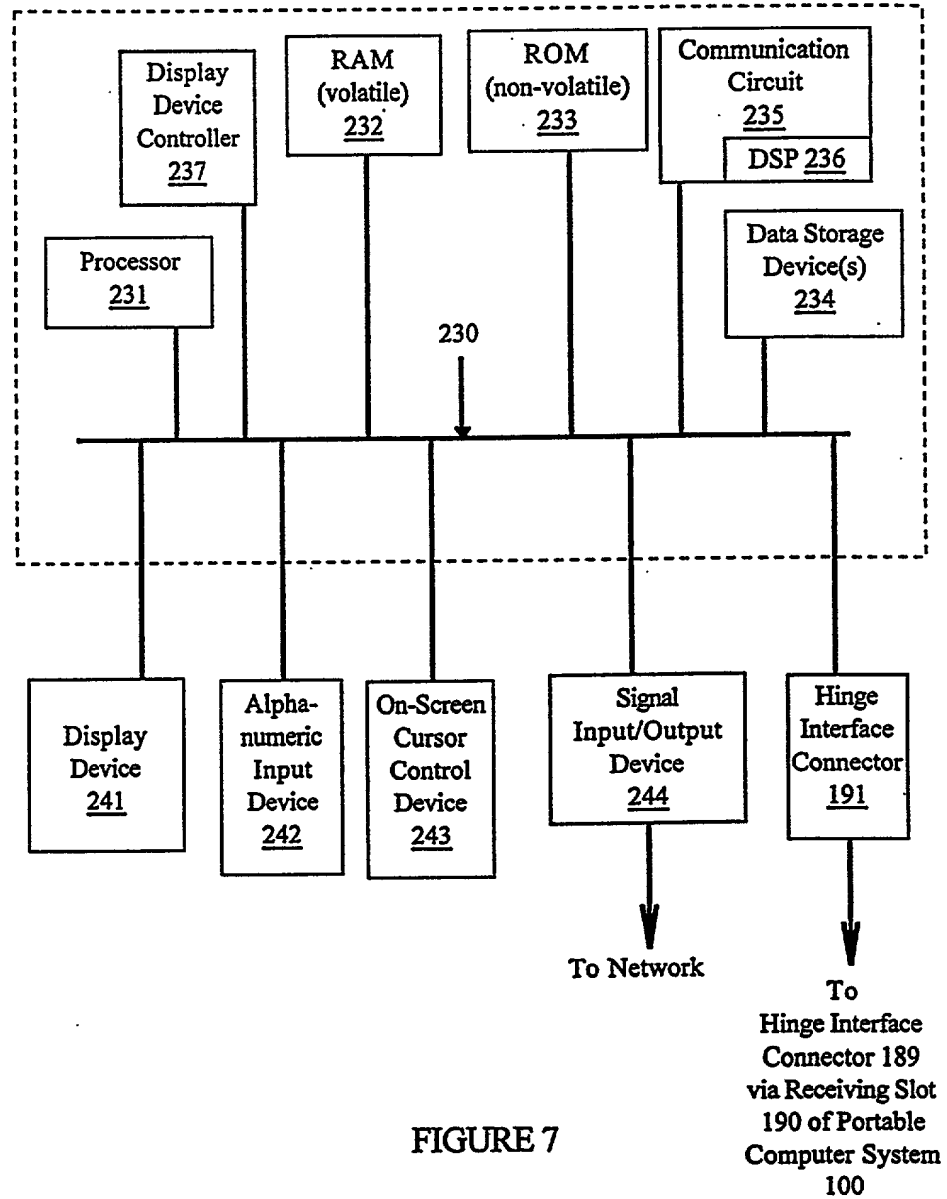 Display
Device
Controller
237
RAM
(volatile)
232
ROM
(non-volatile)
233
Communication
Circuit
235
DSP 236
Processor
231
Data Storage
Device(s)
234
230
Display
Device
241
Alpha-
numeric
Input
Device
242
On-Screen
Cursor
Control
Device
243
Signal
Input/Output
Device
244
Hinge
Interface
Connector
191
To Network
To
Hinge Interface
Connector 189
via Receiving Slot
190 of Portable
Computer System
100
FIGURE 7